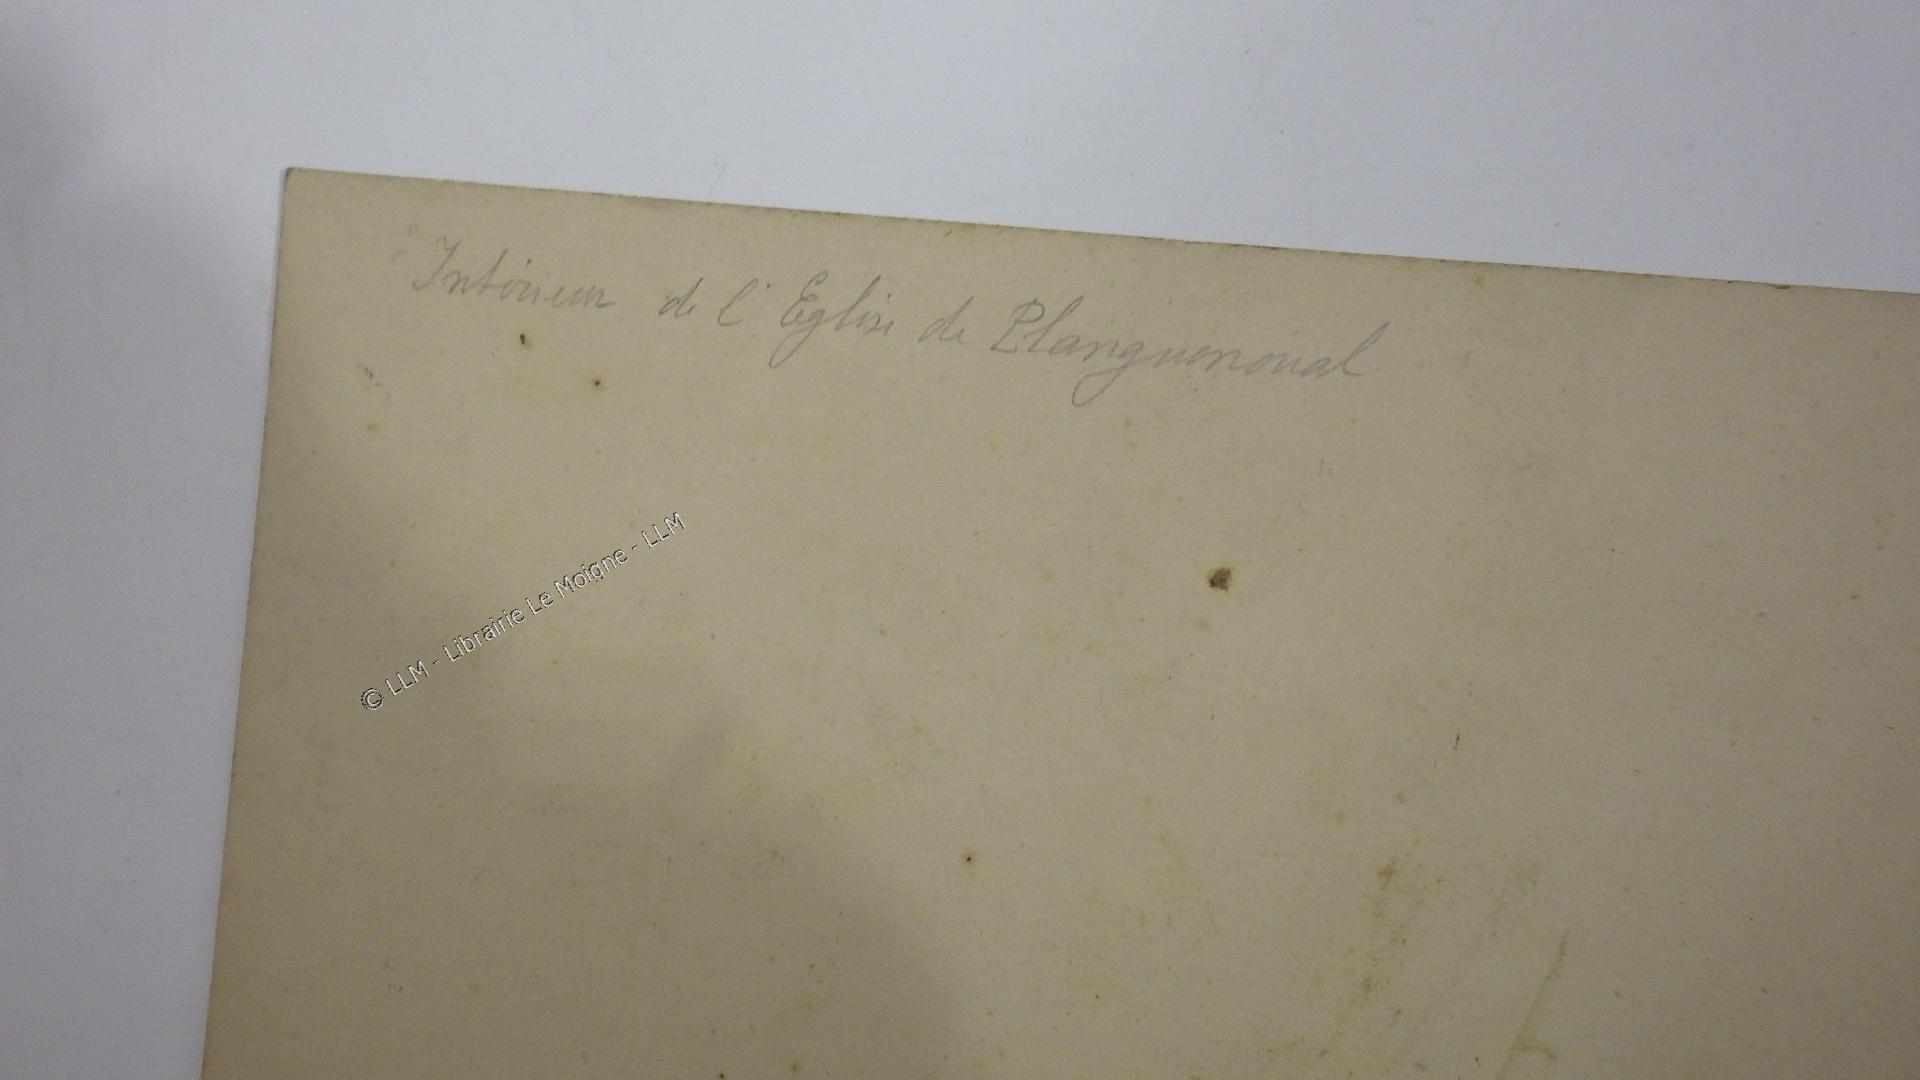 Intérieur de l'Eglise de Planguenoual
© LLM - Librairie Le Moigne - LLM